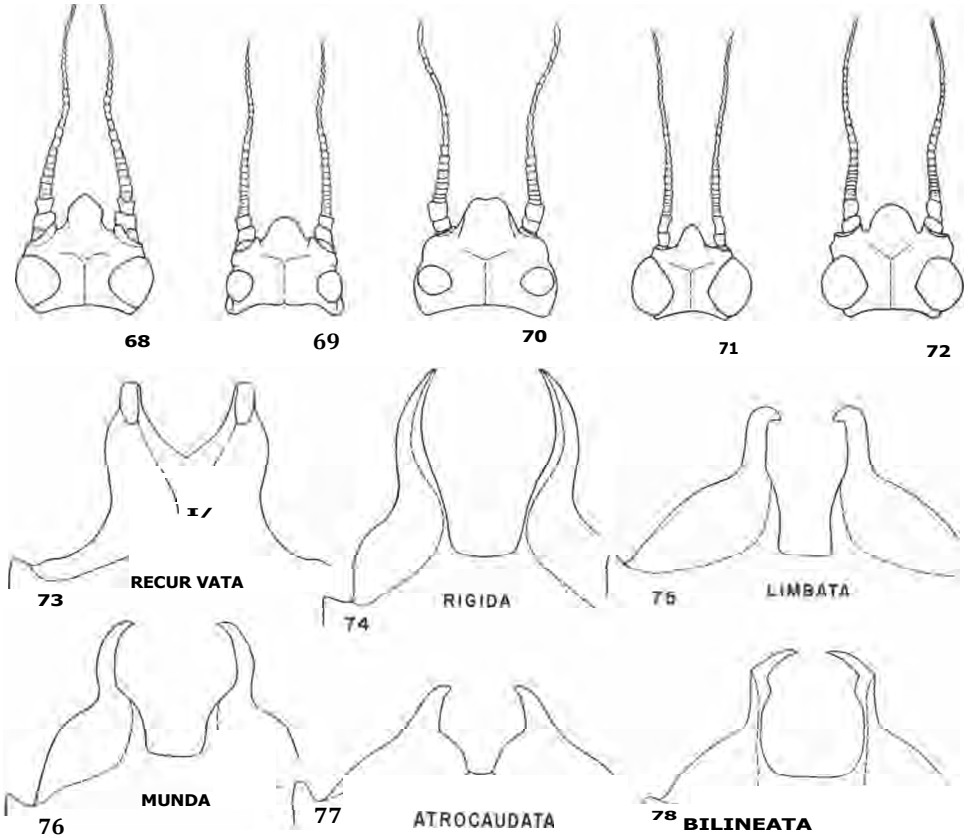 68
69
70
71
72
I/
73
RECUR VATA
74
RIGIDA
75
LIMBATA
76
MUNDA
77
ATROCAUDATA
78
BILINEATA